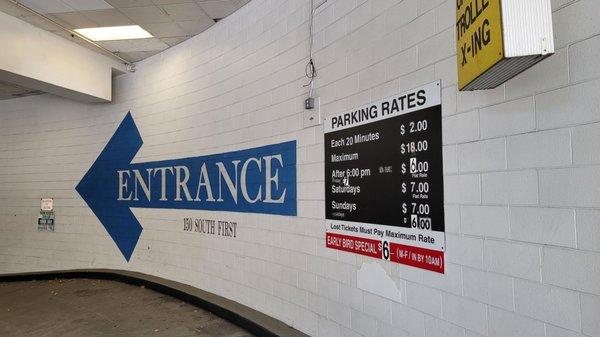 TROLLE
X-ING
PARKING RATES
Each 20 Minutes $ 2.00
Maximum $18.00
After 6:00 pm $ 6.00
Flat Rate
Saturdays $ 7.00
Flat Rate
Sundays $ 7.00
$ 6.00
Flat Rate
Lost Tickets Must Pay Maximum Rate
EARLY BIRD SPECIAL $6- (M-F / IN BY 10AM)
ENTRANCE
150 SOUTH FIRST